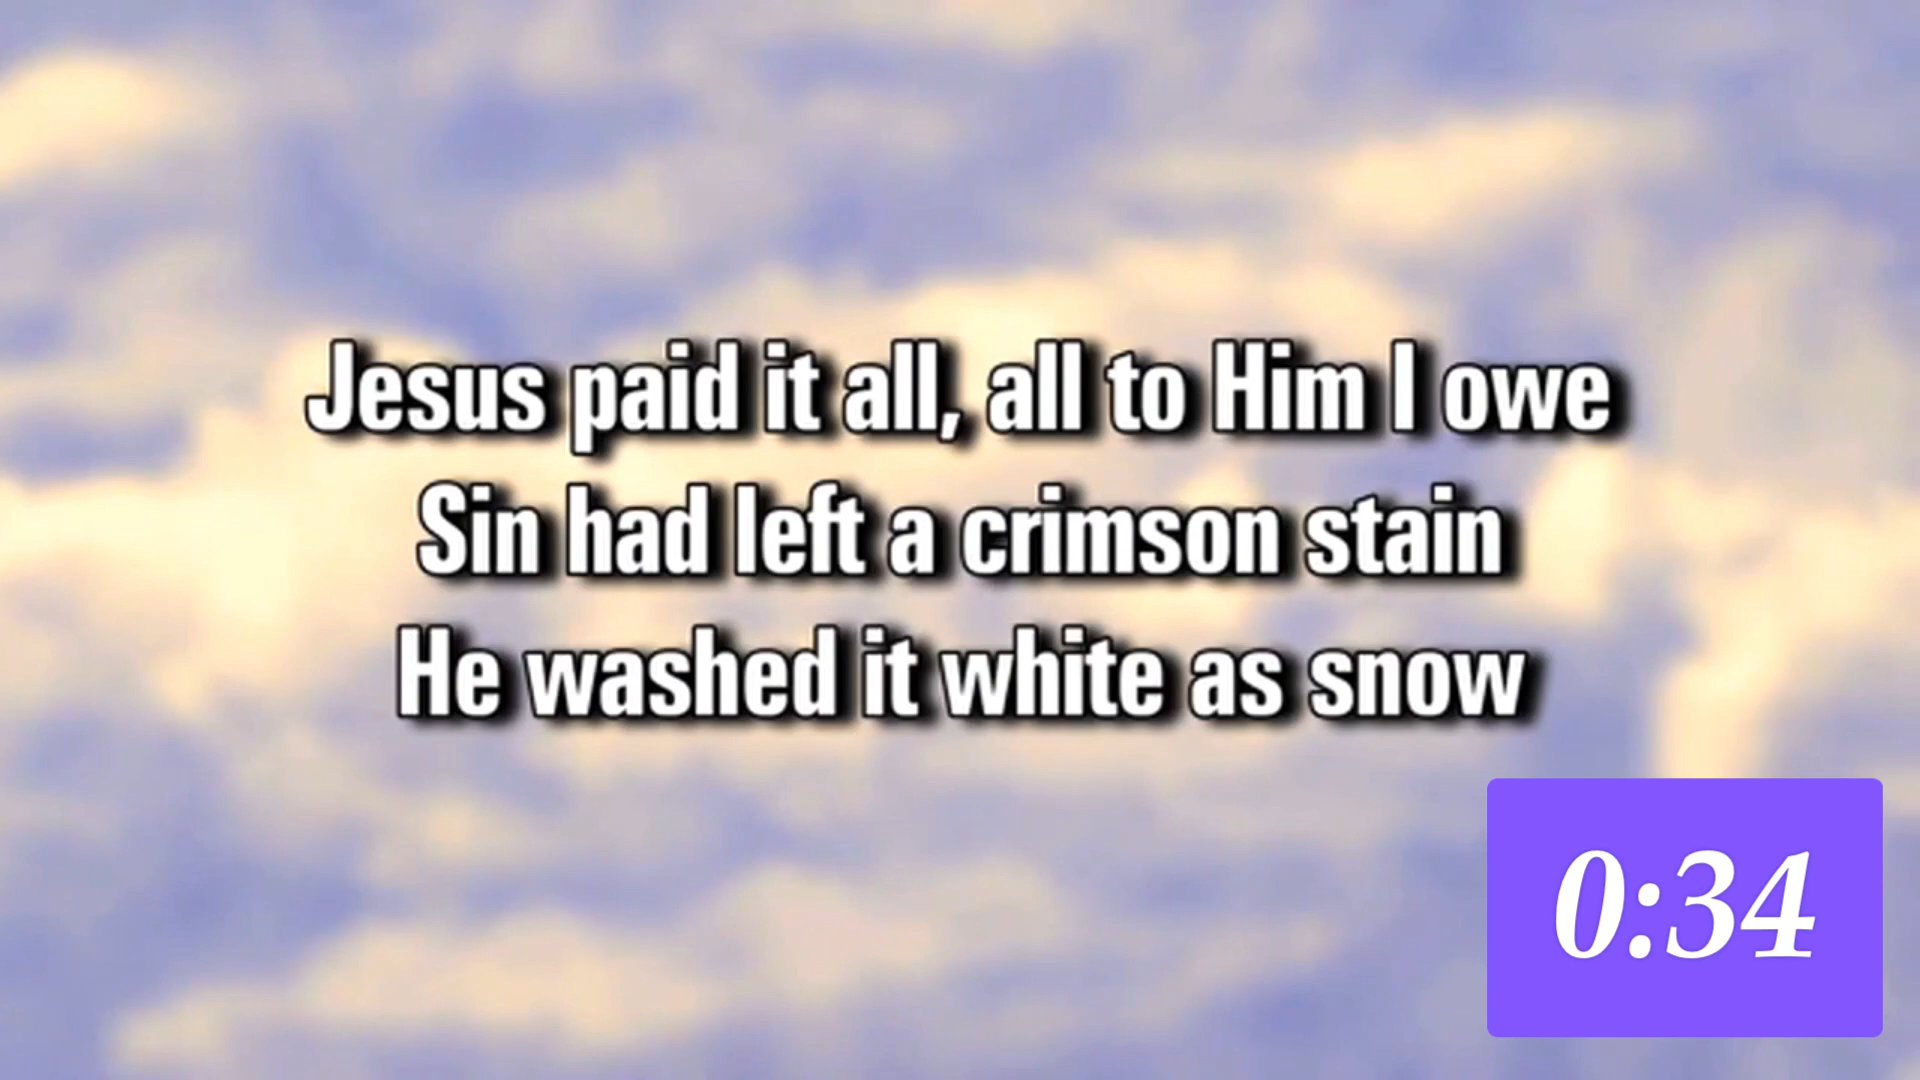 Jesus paid it all, all to Him I owe
Sin had left a crimson stain
He washed it white as snow
0:34